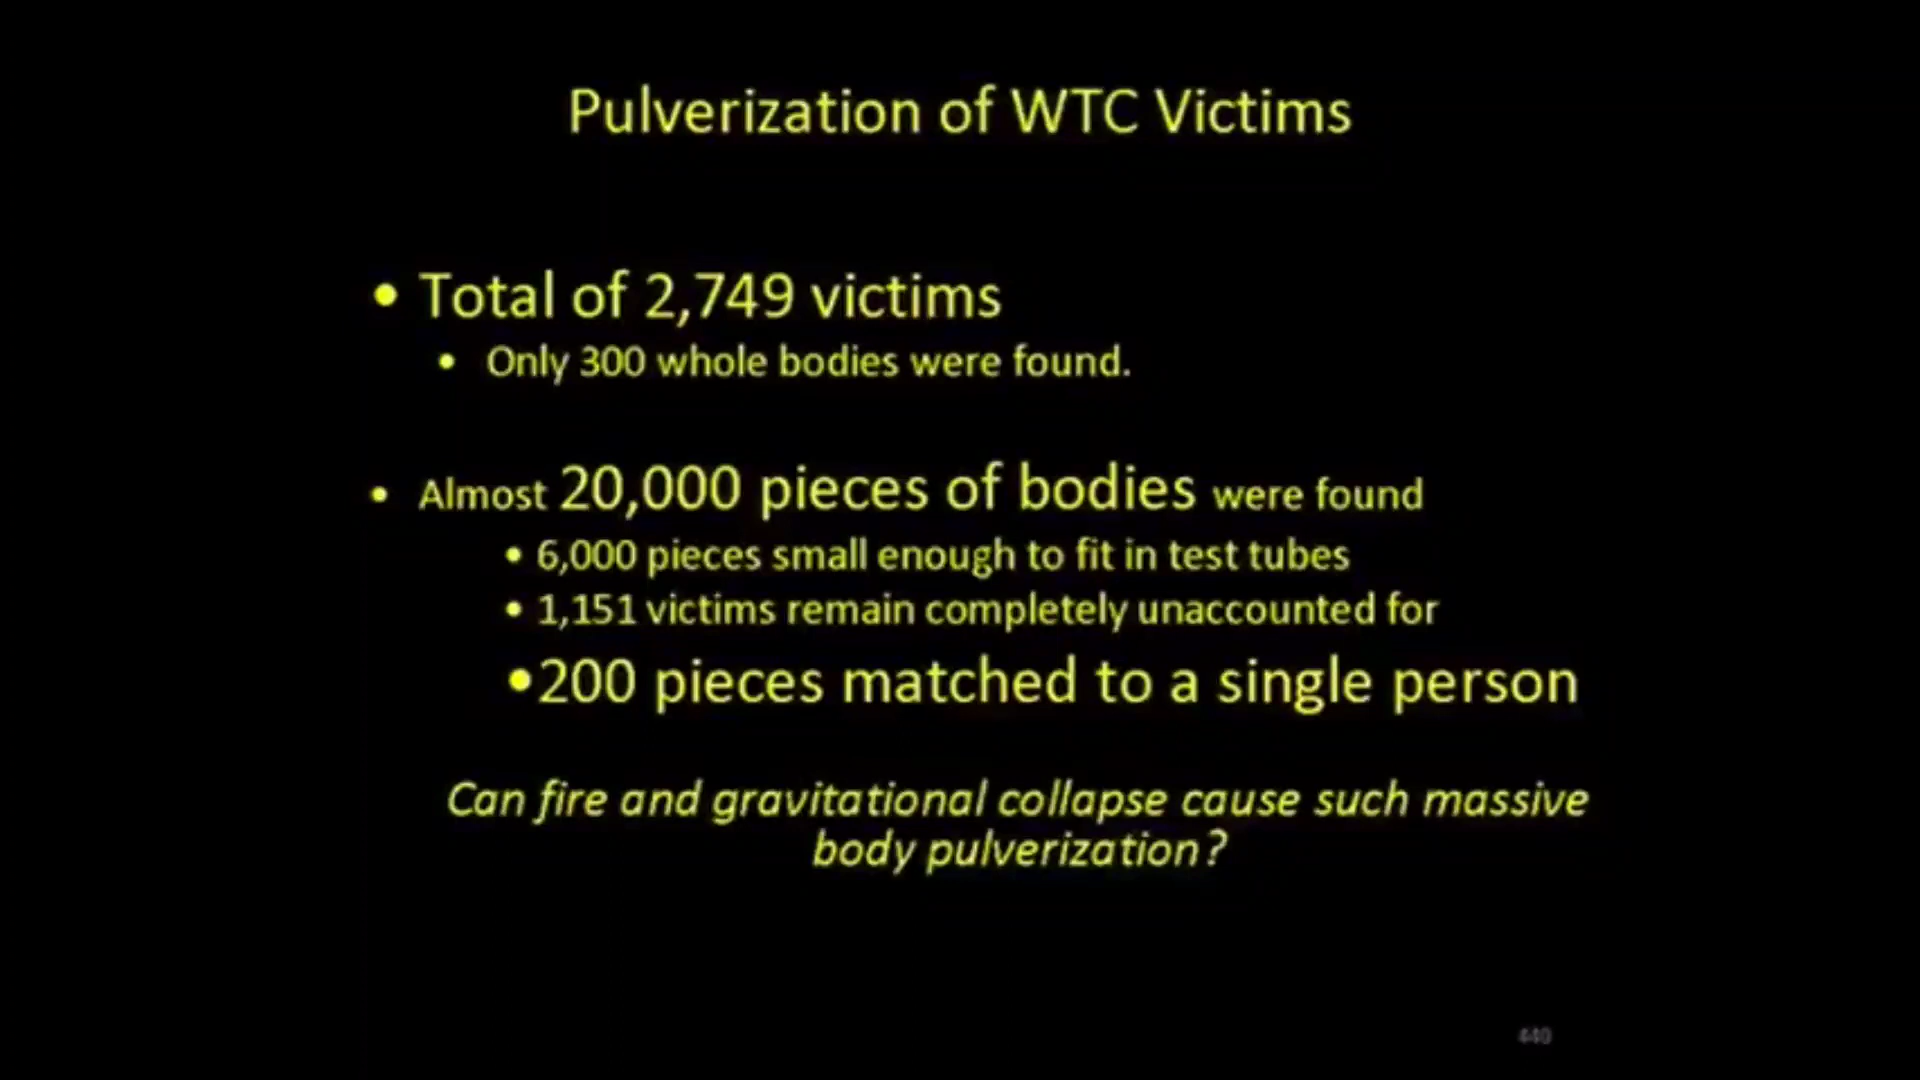 Pulverization of WTC Victims
• Total of 2,749 victims
• Only 300 whole bodies were found.
• Almost 20,000 pieces of bodies were found
• 6,000 pieces small enough to fit in test tubes
• 1,151 victims remain completely unaccounted for
•200 pieces matched to a single person
Can fire and gravitational collapse cause such massive
body pulverization?
440